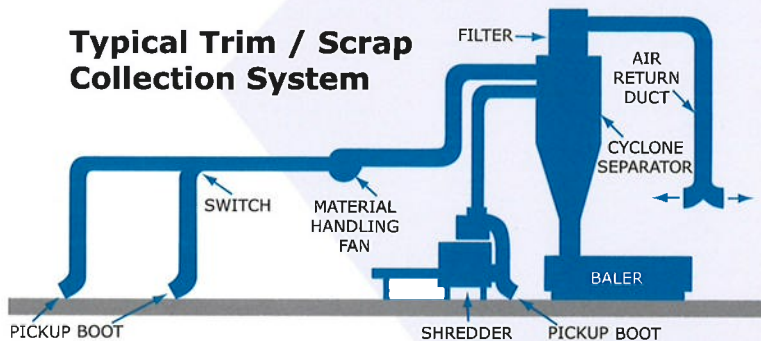 Typical Trim / Scrap
Collection System
FILTER
AIR
RETURN
DUCT
CYCLONE
SEPARATOR
SWITCH
MATERIAL
HANDLING
FAN
BALER
PICKUP BOOT
SHREDDER
PICKUP BOOT